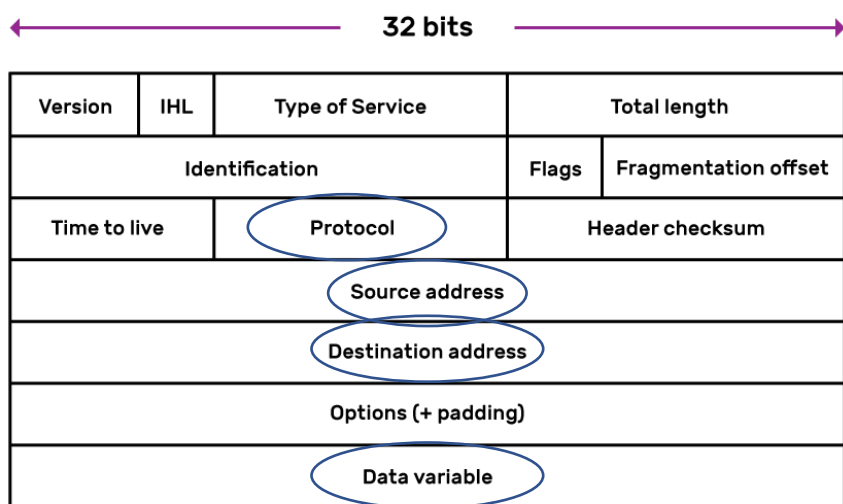 32 bits
Version IHL Type of Service Total length
Identification Flags Fragmentation offset
Time to live Protocol Header checksum
Source address
Destination address
Options (+ padding)
Data variable